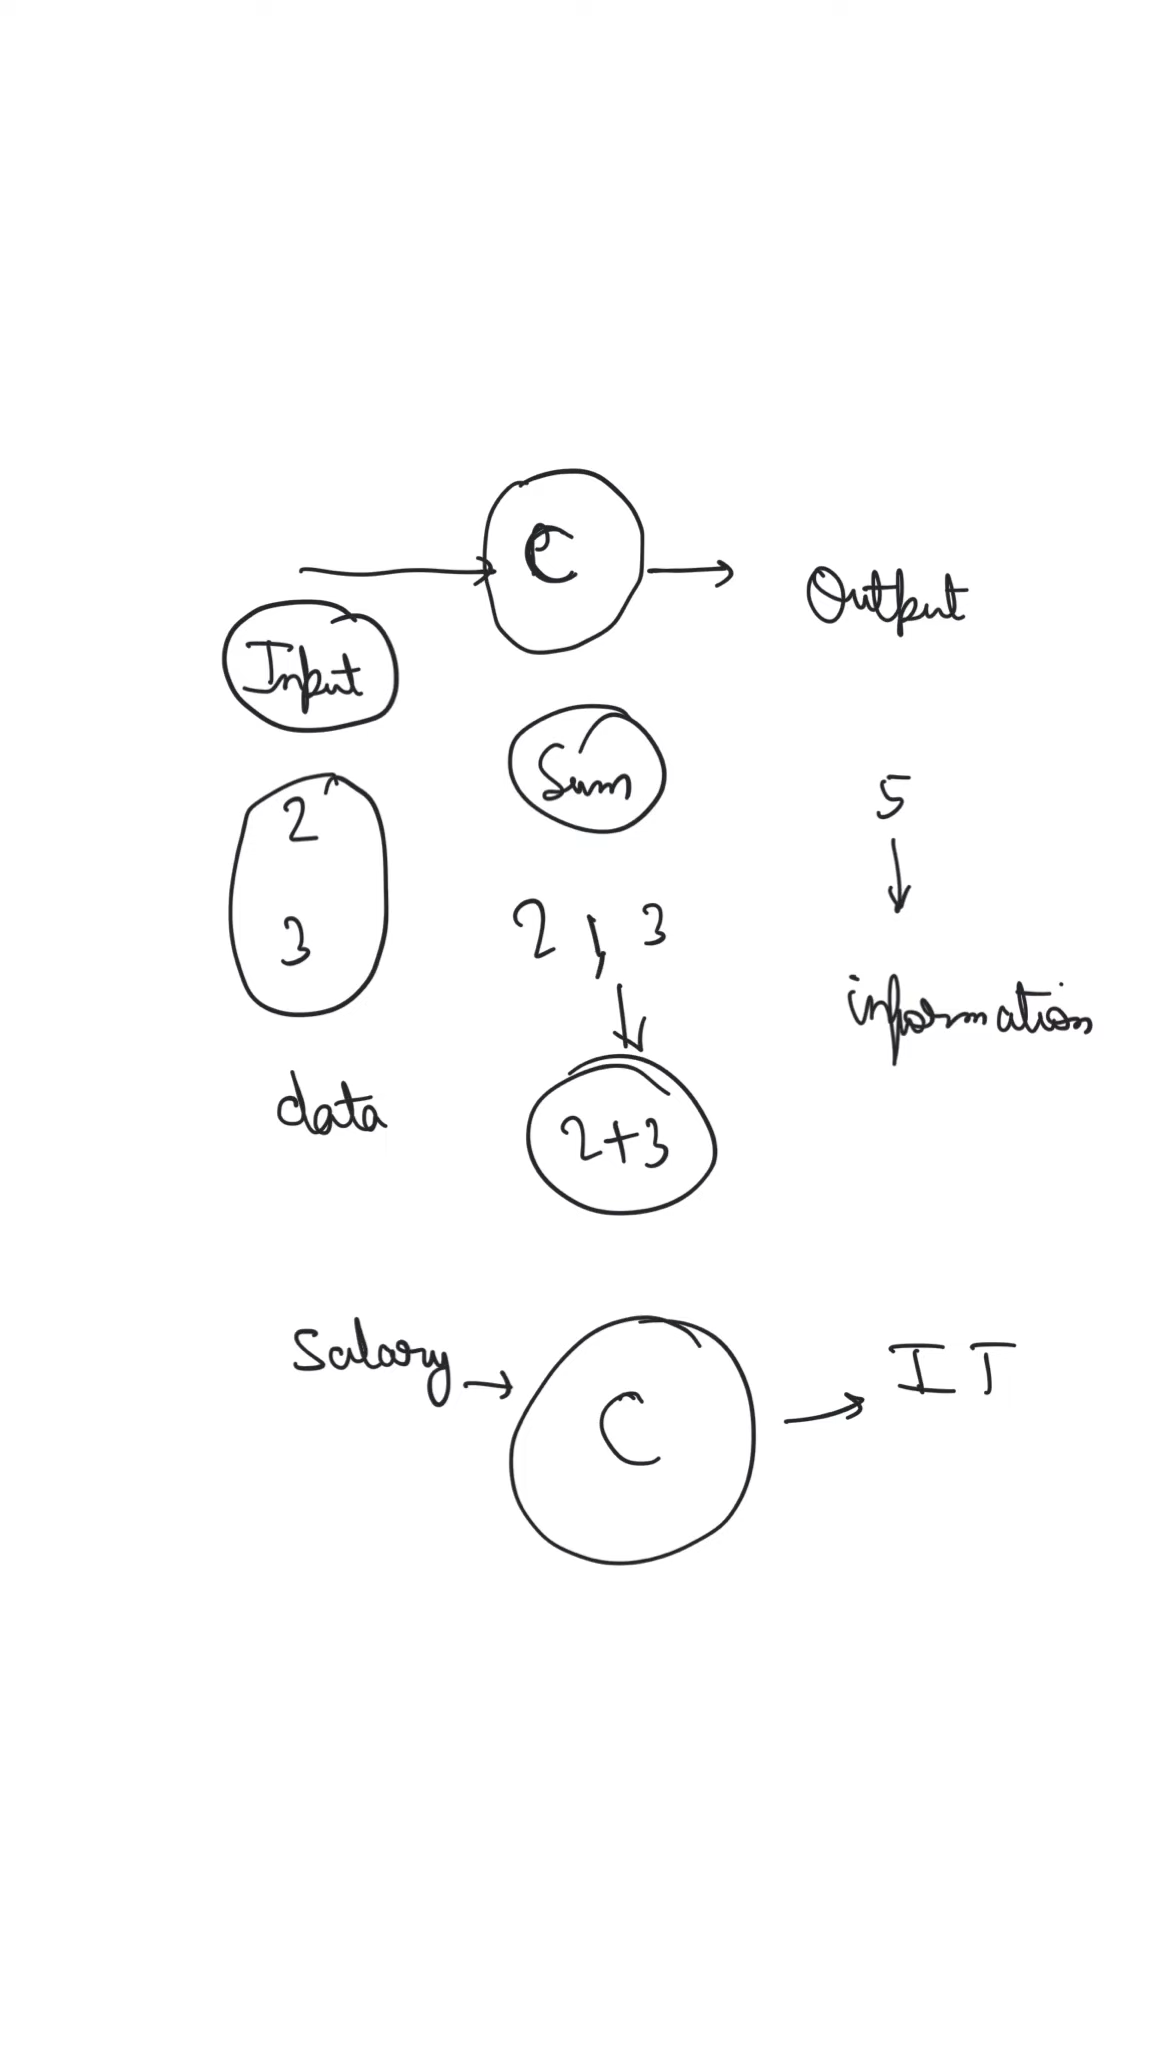 C
Output
Input
Sum
2
5
3
2 , 3
information
data
2+3
Salary
IT
C